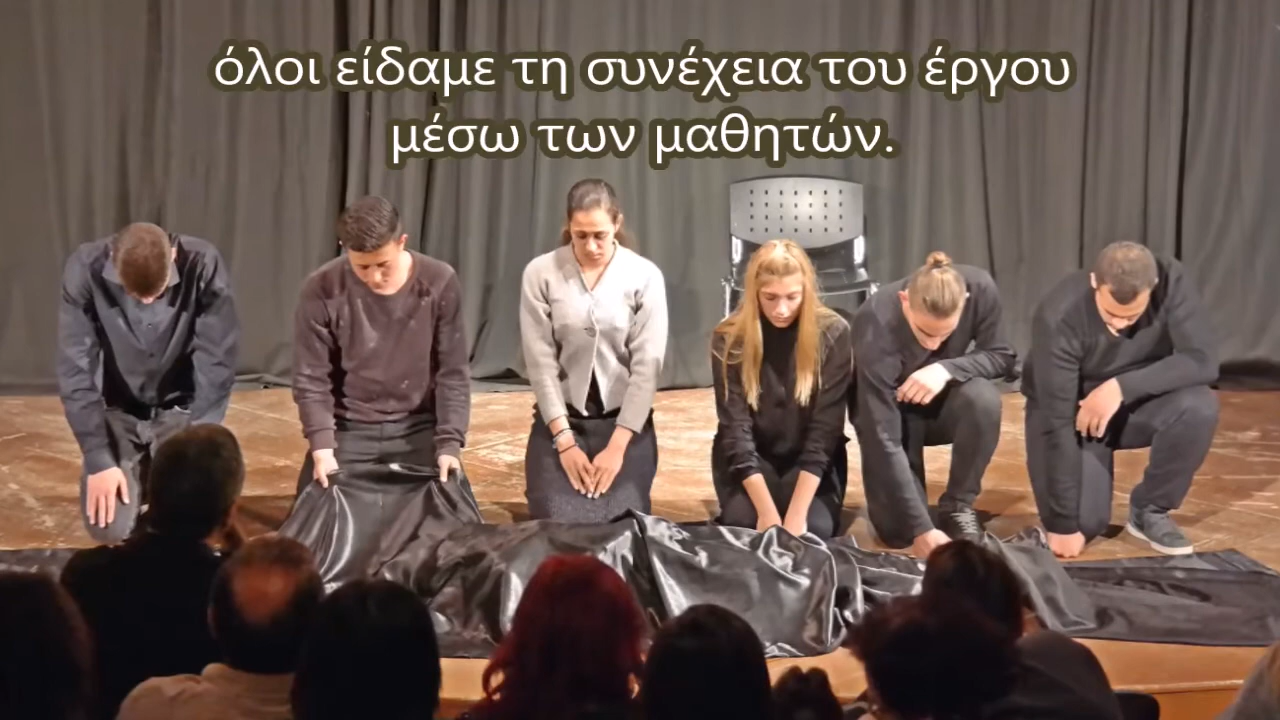 όλοι είδαμε τη συνέχεια του έργου
μέσω των μαθητών.